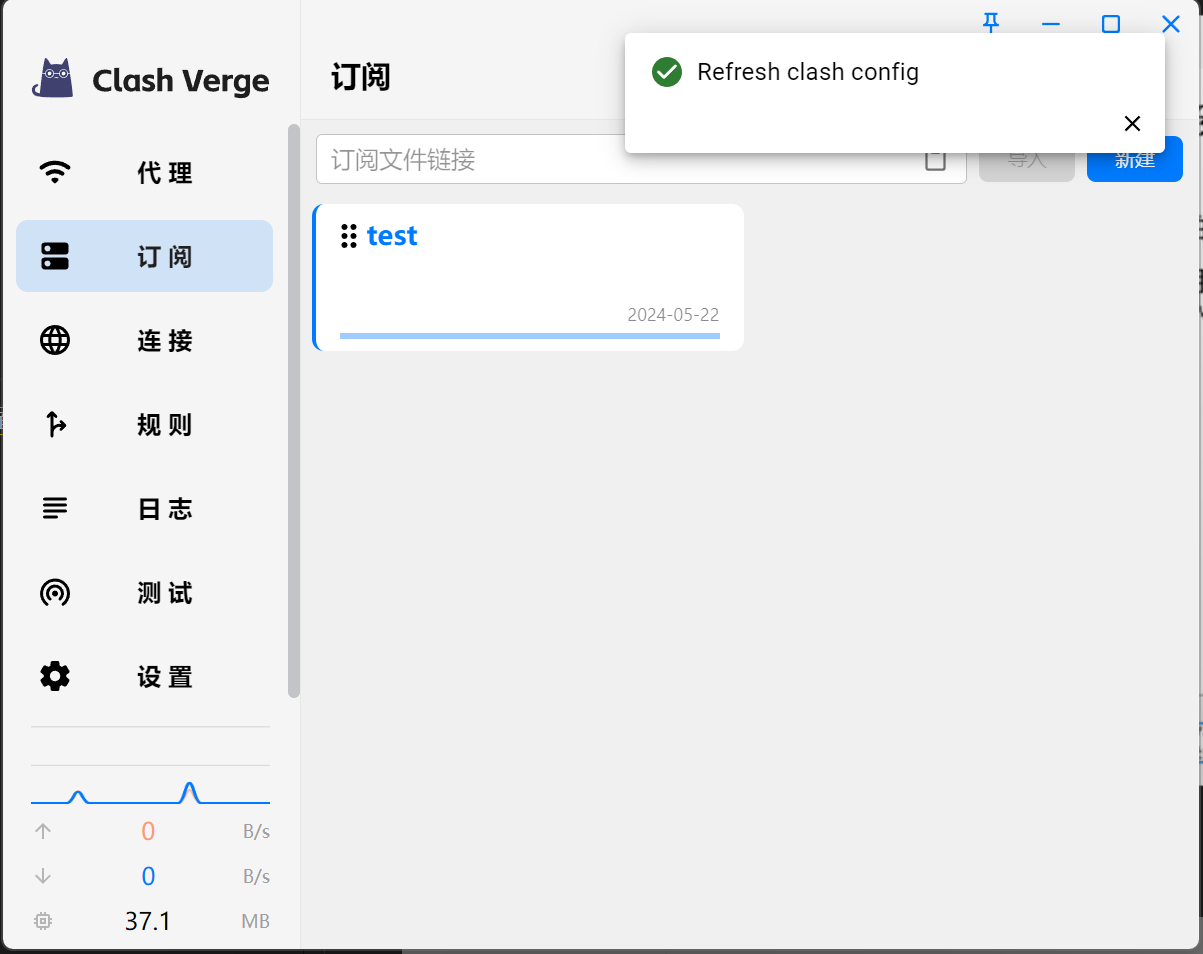 Clash Verge
订阅
Refresh clash config
订阅文件链接
导入
新建
代理
订阅
连接
规则
日志
测试
设置
test
2024-05-22
0 B/s
0 B/s
37.1 MB